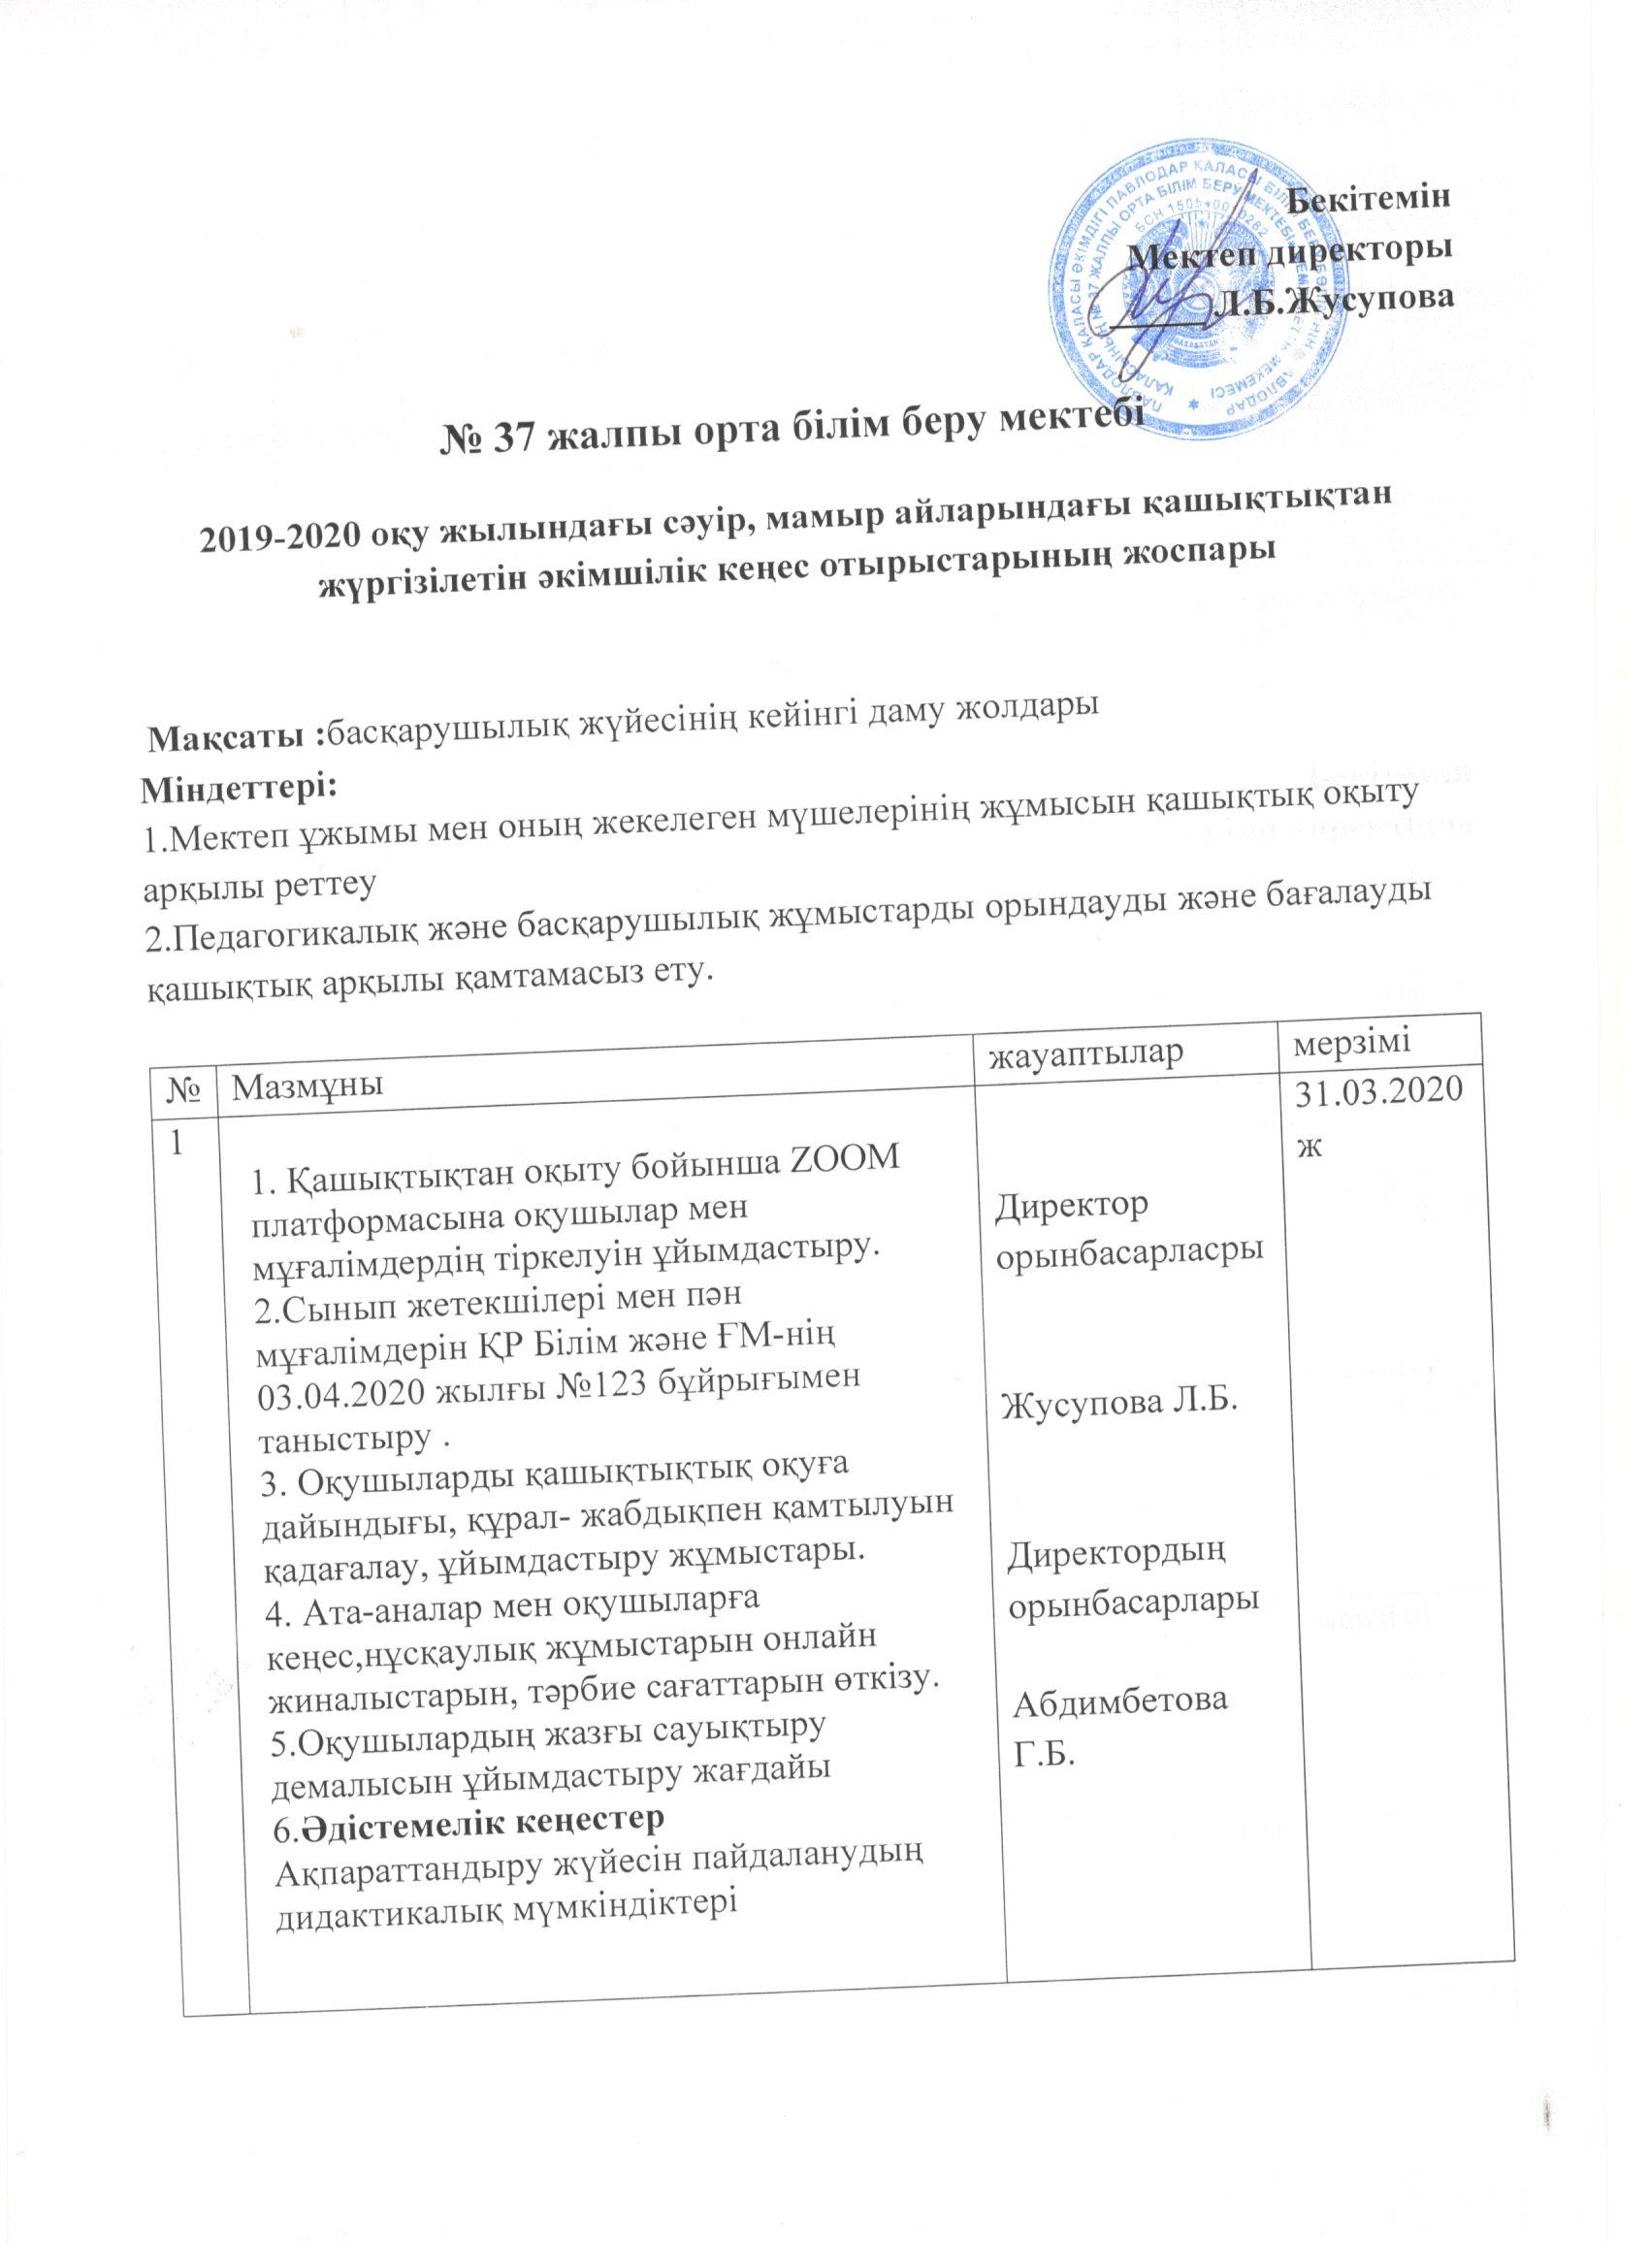 Бекітемін
Мектеп директоры
______Л.Б.Жусупова
№ 37 жалпы орта білім беру мектебі
2019-2020 оқу жылындағы сәуір, мамыр айларындағы қашықтықтан
жүргізілетін әкімшілік кеңес отырыстарының жоспары
Мақсаты :басқарушылық жүйесінің кейінгі даму жолдары
Міндеттері:
1.Мектеп ұжымы мен оның жекелеген мүшелерінің жұмысын қашықтық оқыту
арқылы реттеу
2.Педагогикалық және басқарушылық жұмыстарды орындауды және бағалауды
қашықтық арқылы қамтамасыз ету.
№ Мазмұны жауаптылар мерзімі
1
1. Қашықтықтан оқыту бойынша ZOOM
платформасына оқушылар мен
мұғалімдердің тіркелуін ұйымдастыру.
2.Сынып жетекшілері мен пән
мұғалімдерін ҚР Білім және ҒМ-нің
03.04.2020 жылғы №123 бұйрығымен
таныстыру .
3. Оқушыларды қашықтықтық оқуға
дайындығы, құрал- жабдықпен қамтылуын
қадағалау, ұйымдастыру жұмыстары.
4. Ата-аналар мен оқушыларға
кеңес,нұсқаулық жұмыстарын онлайн
жиналыстарын, тәрбие сағаттарын өткізу.
5.Оқушылардың жазғы сауықтыру
демалысын ұйымдастыру жағдайы
6.Әдістемелік кеңестер
Ақпараттандыру жүйесін пайдаланудың
дидактикалық мүмкіндіктері
Директор
орынбасарласры
Жусупова Л.Б.
Директордың
орынбасарлары
Абдимбетова
Г.Б.
31.03.2020
ж